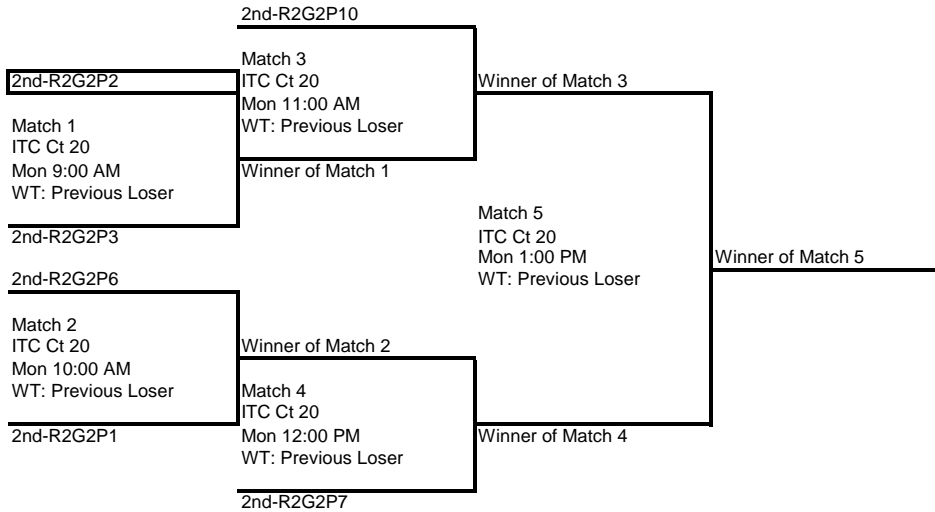 2nd-R2G2P10
Match 3
ITC Ct 20
Mon 11:00 AM
WT: Previous Loser
2nd-R2G2P2
Match 1
ITC Ct 20
Mon 9:00 AM
WT: Previous Loser
2nd-R2G2P3
Winner of Match 1
Winner of Match 3
2nd-R2G2P6
Match 2
ITC Ct 20
Mon 10:00 AM
WT: Previous Loser
2nd-R2G2P1
Winner of Match 2
Match 4
ITC Ct 20
Mon 12:00 PM
WT: Previous Loser
2nd-R2G2P7
Winner of Match 4
Match 5
ITC Ct 20
Mon 1:00 PM
WT: Previous Loser
Winner of Match 5